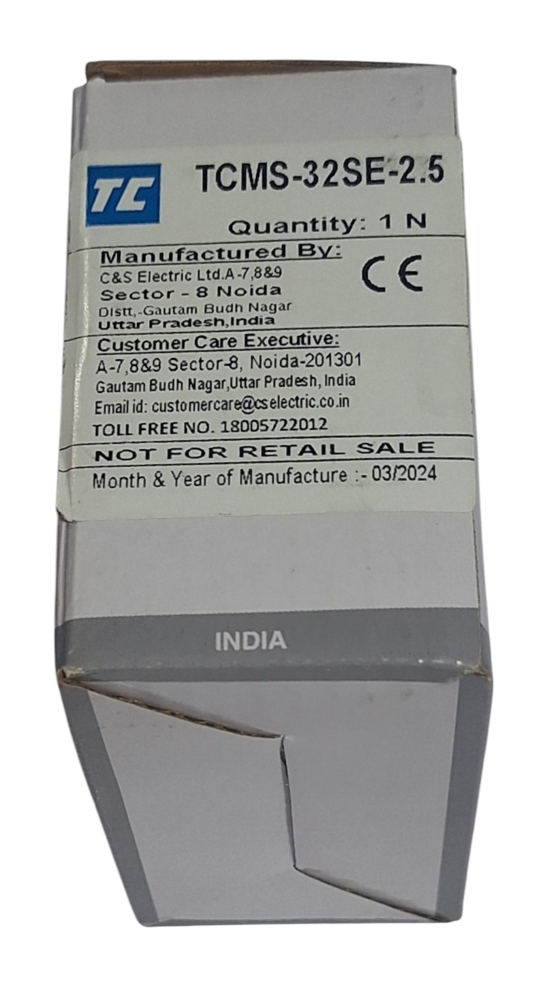 TC
TCMS-32SE-2.5
Quantity: 1 N
Manufactured By:
C&S Electric Ltd.A-7,8&9
Sector - 8 Noida
Distt,-Gautam Budh Nagar
Uttar Pradesh,India
CE
Customer Care Executive:
A-7,8&9 Sector-8, Noida-201301
Gautam Budh Nagar,Uttar Pradesh, India
Email id: customercare@cselectric.co.in
TOLL FREE NO. 18005722012
NOT FOR RETAIL SALE
Month & Year of Manufacture :- 03/2024
INDIA